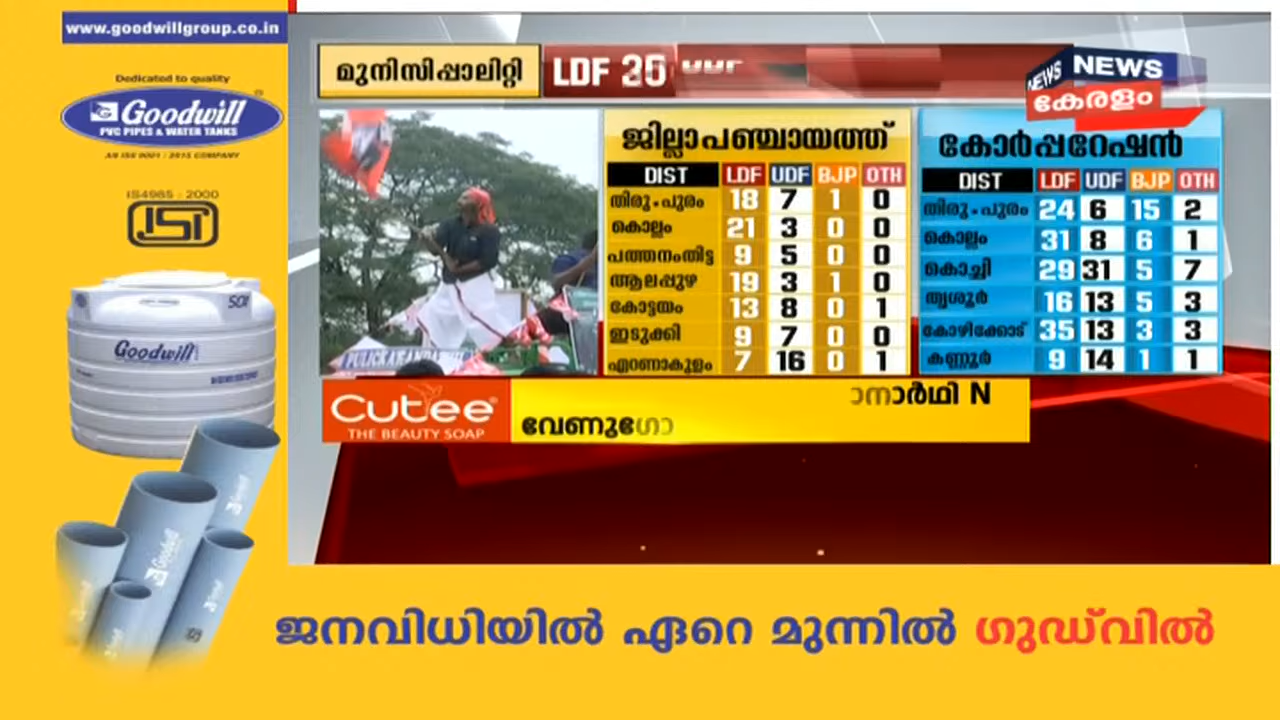 www.goodwillgroup.co.in
Dedicated to quality
Goodwill
PVC PIPES & WATER TANKS
AN ISO 9001 : 2015 COMPANY
IS4985 : 2000
ISI
Goodwill
Goodwill
മുനിസിപ്പാലിറ്റി LDF
NEWS NEWS
കേരളം
ജില്ലാപഞ്ചായത്ത്
DIST LDF UDF BJP OTH
തിരു.പുരം 18 7 1 0
കൊല്ലം 21 3 0 0
പത്തനംതിട്ട 9 5 0 0
ആലപ്പുഴ 19 3 1 0
കോട്ടയം 13 8 0 1
ഇടുക്കി 9 7 0 0
എറണാകുളം 7 16 0 1
കോർപ്പറേഷൻ
DIST LDF UDF BJP OTH
തിരു.പുരം 24 6 15 2
കൊല്ലം 31 8 6 1
കൊച്ചി 29 31 5 7
തൃശൂർ 16 13 5 3
കോഴിക്കോട് 35 13 3 3
കണ്ണൂർ 9 14 1 1
Cutee
THE BEAUTY SOAP
ാനാർഥി N
വേണുഗോ
ജനവിധിയിൽ ഏറെ മുന്നിൽ ഗുഡ്‌വിൽ